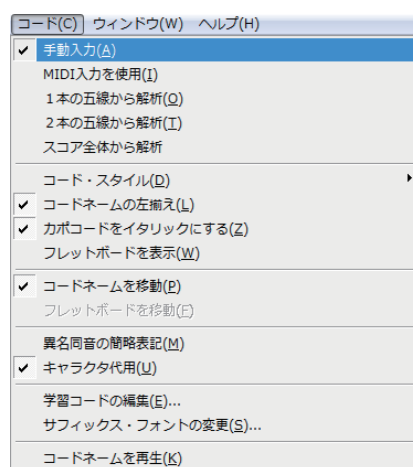 コード(C) ウィンドウ(W) ヘルプ(H)
手動入力(A)
MIDI入力を使用(I)
1本の五線から解析(O)
2本の五線から解析(T)
スコア全体から解析
コード・スタイル(D)
コードネームの左揃え(L)
カポコードをイタリックにする(Z)
フレットボードを表示(W)
コードネームを移動(P)
フレットボードを移動(F)
異名同音の簡略表記(M)
キャラクタ代用(U)
学習コードの編集(E)...
サフィックス・フォントの変更(S)...
コードネームを再生(K)